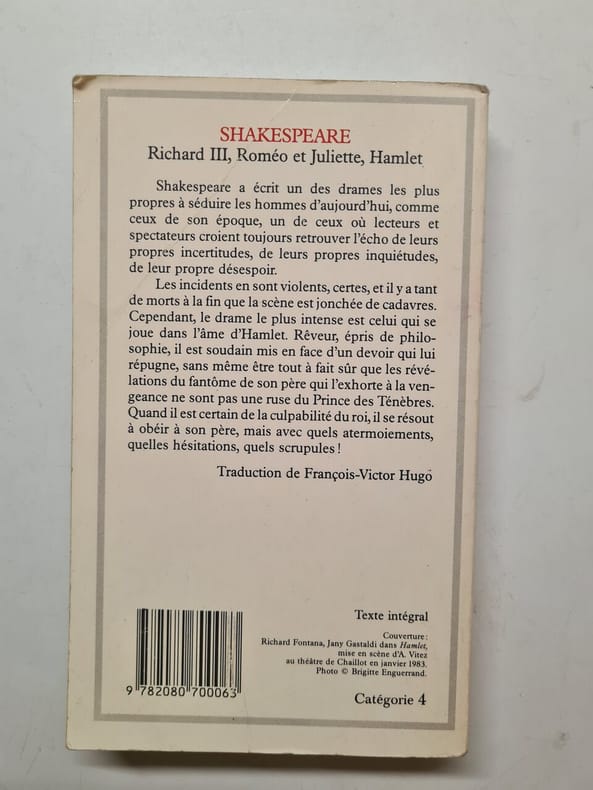 SHAKESPEARE
Richard III, Roméo et Juliette, Hamlet
Shakespeare a écrit un des drames les plus
propres à séduire les hommes d'aujourd'hui, comme
ceux de son époque, un de ceux où lecteurs et
spectateurs croient toujours retrouver l'écho de leurs
propres incertitudes, de leurs propres inquiétudes,
de leur propre désespoir.
Les incidents en sont violents, certes, et il y a tant
de morts à la fin que la scène est jonchée de cadavres.
Cependant, le drame le plus intense est celui qui se
joue dans l'âme d'Hamlet. Rêveur, épris de philo-
sophie, il est soudain mis en face d'un devoir qui lui
répugne, sans même être tout à fait sûr que les révé-
lations du fantôme de son père qui l'exhorte à la ven-
geance ne sont pas une ruse du Prince des Ténèbres.
Quand il est certain de la culpabilité du roi, il se résout
à obéir à son père, mais avec quels atermoiements,
quelles hésitations, quels scrupules !
Traduction de François-Victor Hugo
Texte intégral
Couverture :
Richard Fontana, Jany Gastaldi dans Hamlet,
mise en scène d'A. Vitez
au théâtre de Chaillot en janvier 1983.
Photo © Brigitte Enguerrand.
9 782080 700063
Catégorie 4